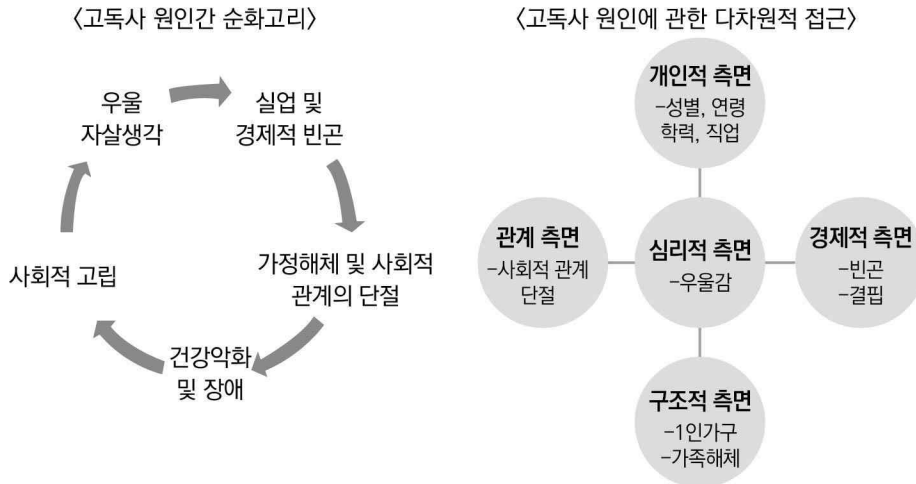 〈고독사 원인간 순화고리〉
우울
자살생각
실업 및
경제적 빈곤
가정해체 및 사회적
관계의 단절
건강악화
및 장애
사회적 고립
〈고독사 원인에 관한 다차원적 접근〉
개인적 측면
-성별, 연령
학력, 직업
관계 측면
-사회적 관계
단절
심리적 측면
-우울감
경제적 측면
-빈곤
-결핍
구조적 측면
-1인가구
-가족해체